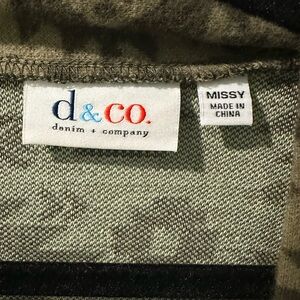 d&co.
denim + company
MISSY
MADE IN
CHINA